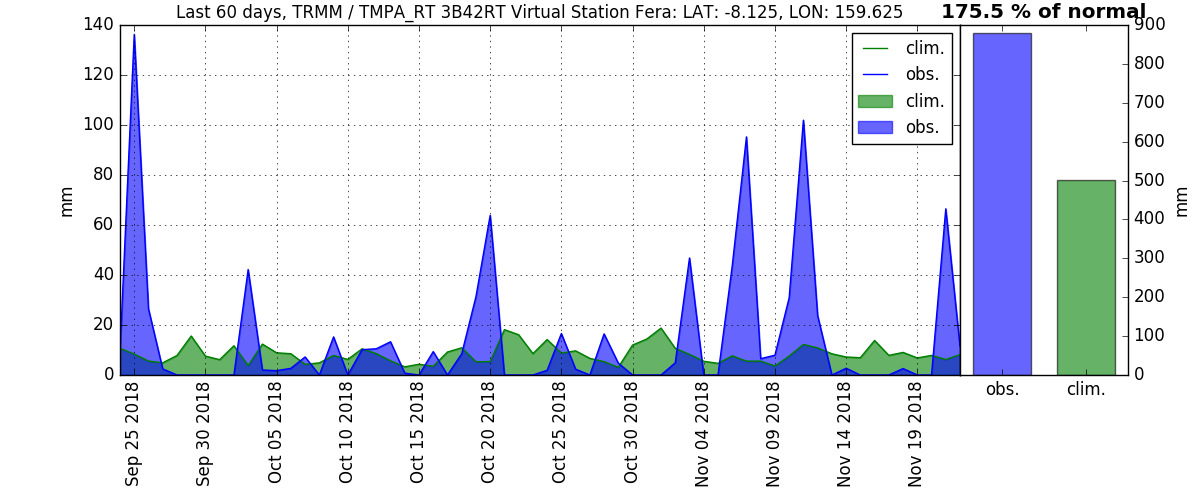 Last 60 days, TRMM / TMPA_RT 3B42RT Virtual Station Fera: LAT: -8.125, LON: 159.625
175.5 % of normal
mm
140
120
100
80
60
40
20
0
clim.
obs.
clim.
obs.
Sep 25 2018
Sep 30 2018
Oct 05 2018
Oct 10 2018
Oct 15 2018
Oct 20 2018
Oct 25 2018
Oct 30 2018
Nov 04 2018
Nov 09 2018
Nov 14 2018
Nov 19 2018
900
800
700
600
500
400
300
200
100
0
mm
obs.
clim.